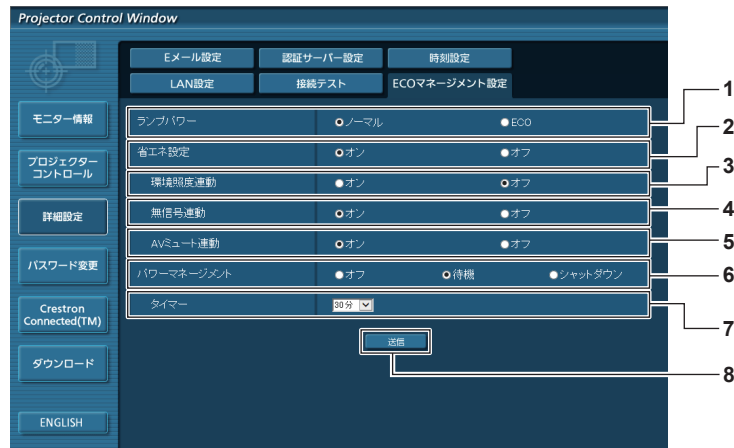 Projector Control Window
Eメール設定
認証サーバー設定
時刻設定
LAN設定
接続テスト
ECOマネージメント設定
モニター情報
プロジェクター
コントロール
詳細設定
パスワード変更
Crestron
Connected(TM)
ダウンロード
ENGLISH
ランプパワー ノーマル ECO
省エネ設定 オン オフ
環境照度連動 オン オフ
無信号連動 オン オフ
AVミュート連動 オン オフ
パワーマネージメント オフ 待機 シャットダウン
タイマー 30分
送信
1
2
3
4
5
6
7
8